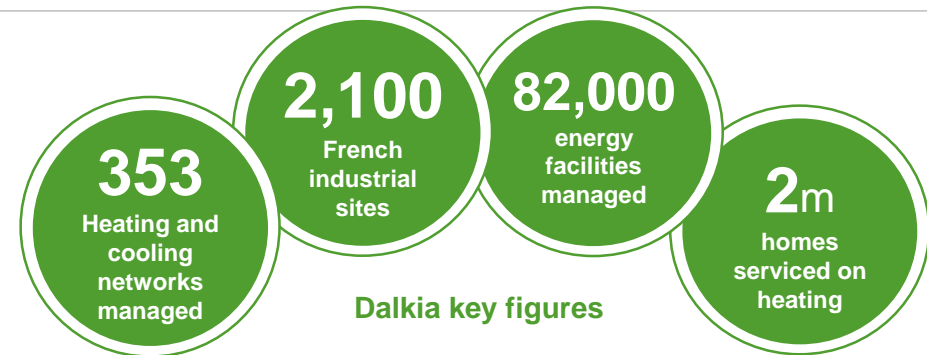 353
Heating and
cooling
networks
managed
2,100
French
industrial
sites
82,000
energy
facilities
managed
2m
homes
serviced on
heating
Dalkia key figures